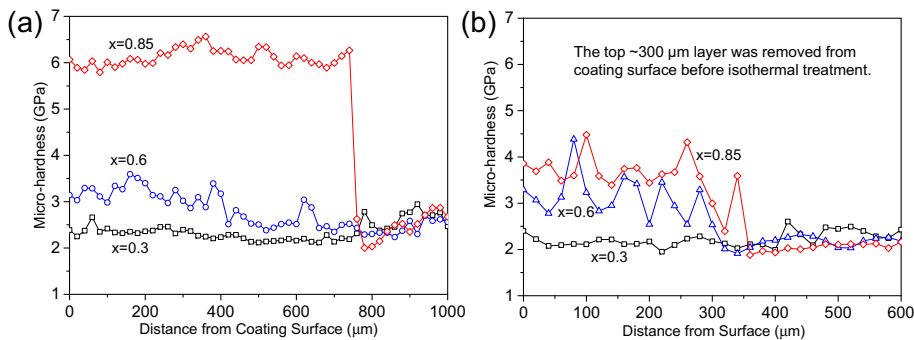 (a)
7
6
5
4
3
2
1
Micro-hardness (GPa)
x=0.85
x=0.6
x=0.3
0 200 400 600 800 1000
Distance from Coating Surface (μm)
(b)
7
6
5
4
3
2
1
Micro-hardness (GPa)
The top ~300 μm layer was removed from
coating surface before isothermal treatment.
x=0.85
x=0.6
x=0.3
0 100 200 300 400 500 600
Distance from Surface (μm)